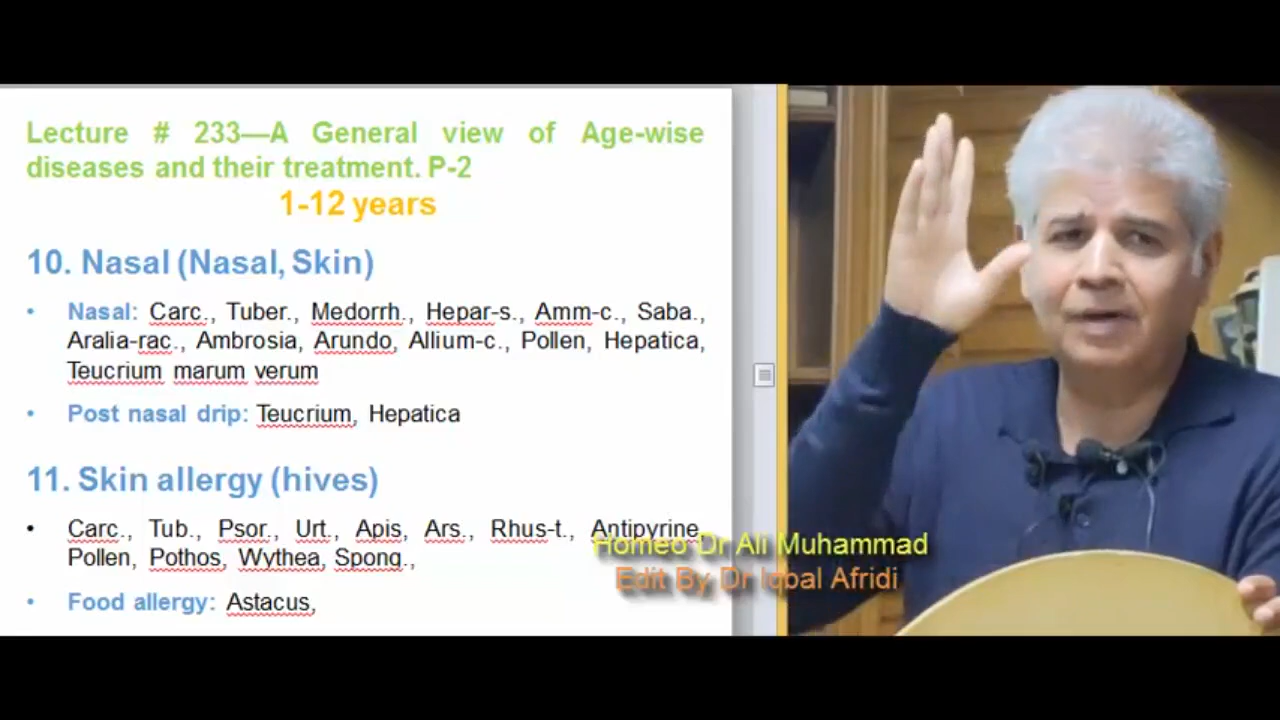 Lecture # 233—A General view of Age-wise
diseases and their treatment. P-2
1-12 years
10. Nasal (Nasal, Skin)
• Nasal: Carc., Tuber., Medorrh., Hepar-s., Amm-c., Saba.,
Aralia-rac., Ambrosia, Arundo, Allium-c., Pollen, Hepatica,
Teucrium marum verum
• Post nasal drip: Teucrium, Hepatica
11. Skin allergy (hives)
• Carc., Tub., Psor., Urt., Apis, Ars., Rhus-t., Antipyrine,
Pollen, Pothos, Wythea, Spong.,
• Food allergy: Astacus,
Homeo Dr Ali Muhammad
Edit By Dr Iqbal Afridi